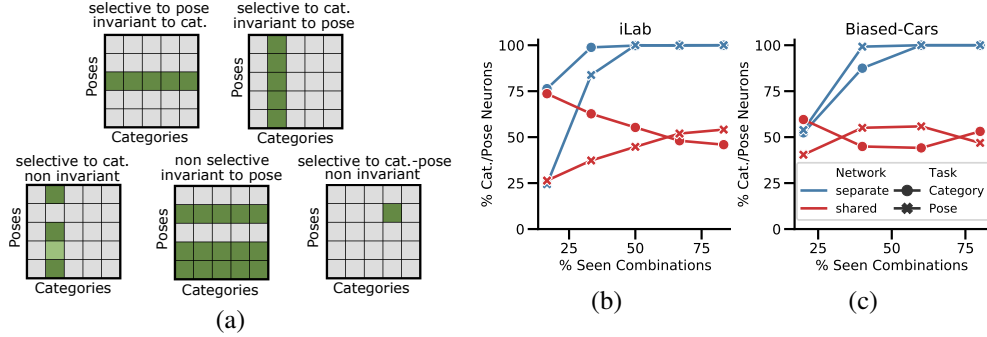 selective to pose
invariant to cat.
Poses
Categories
selective to cat.
invariant to pose
Poses
Categories
selective to cat.
non invariant
Poses
Categories
non selective
invariant to pose
Poses
Categories
selective to cat.-pose
non invariant
Poses
Categories
(a)
iLab
% Cat./Pose Neurons
100
75
50
25
0
25 50 75
% Seen Combinations
(b)
Biased-Cars
% Cat./Pose Neurons
100
75
50
25
0
Network Task
separate Category
shared Pose
25 50 75
% Seen Combinations
(c)